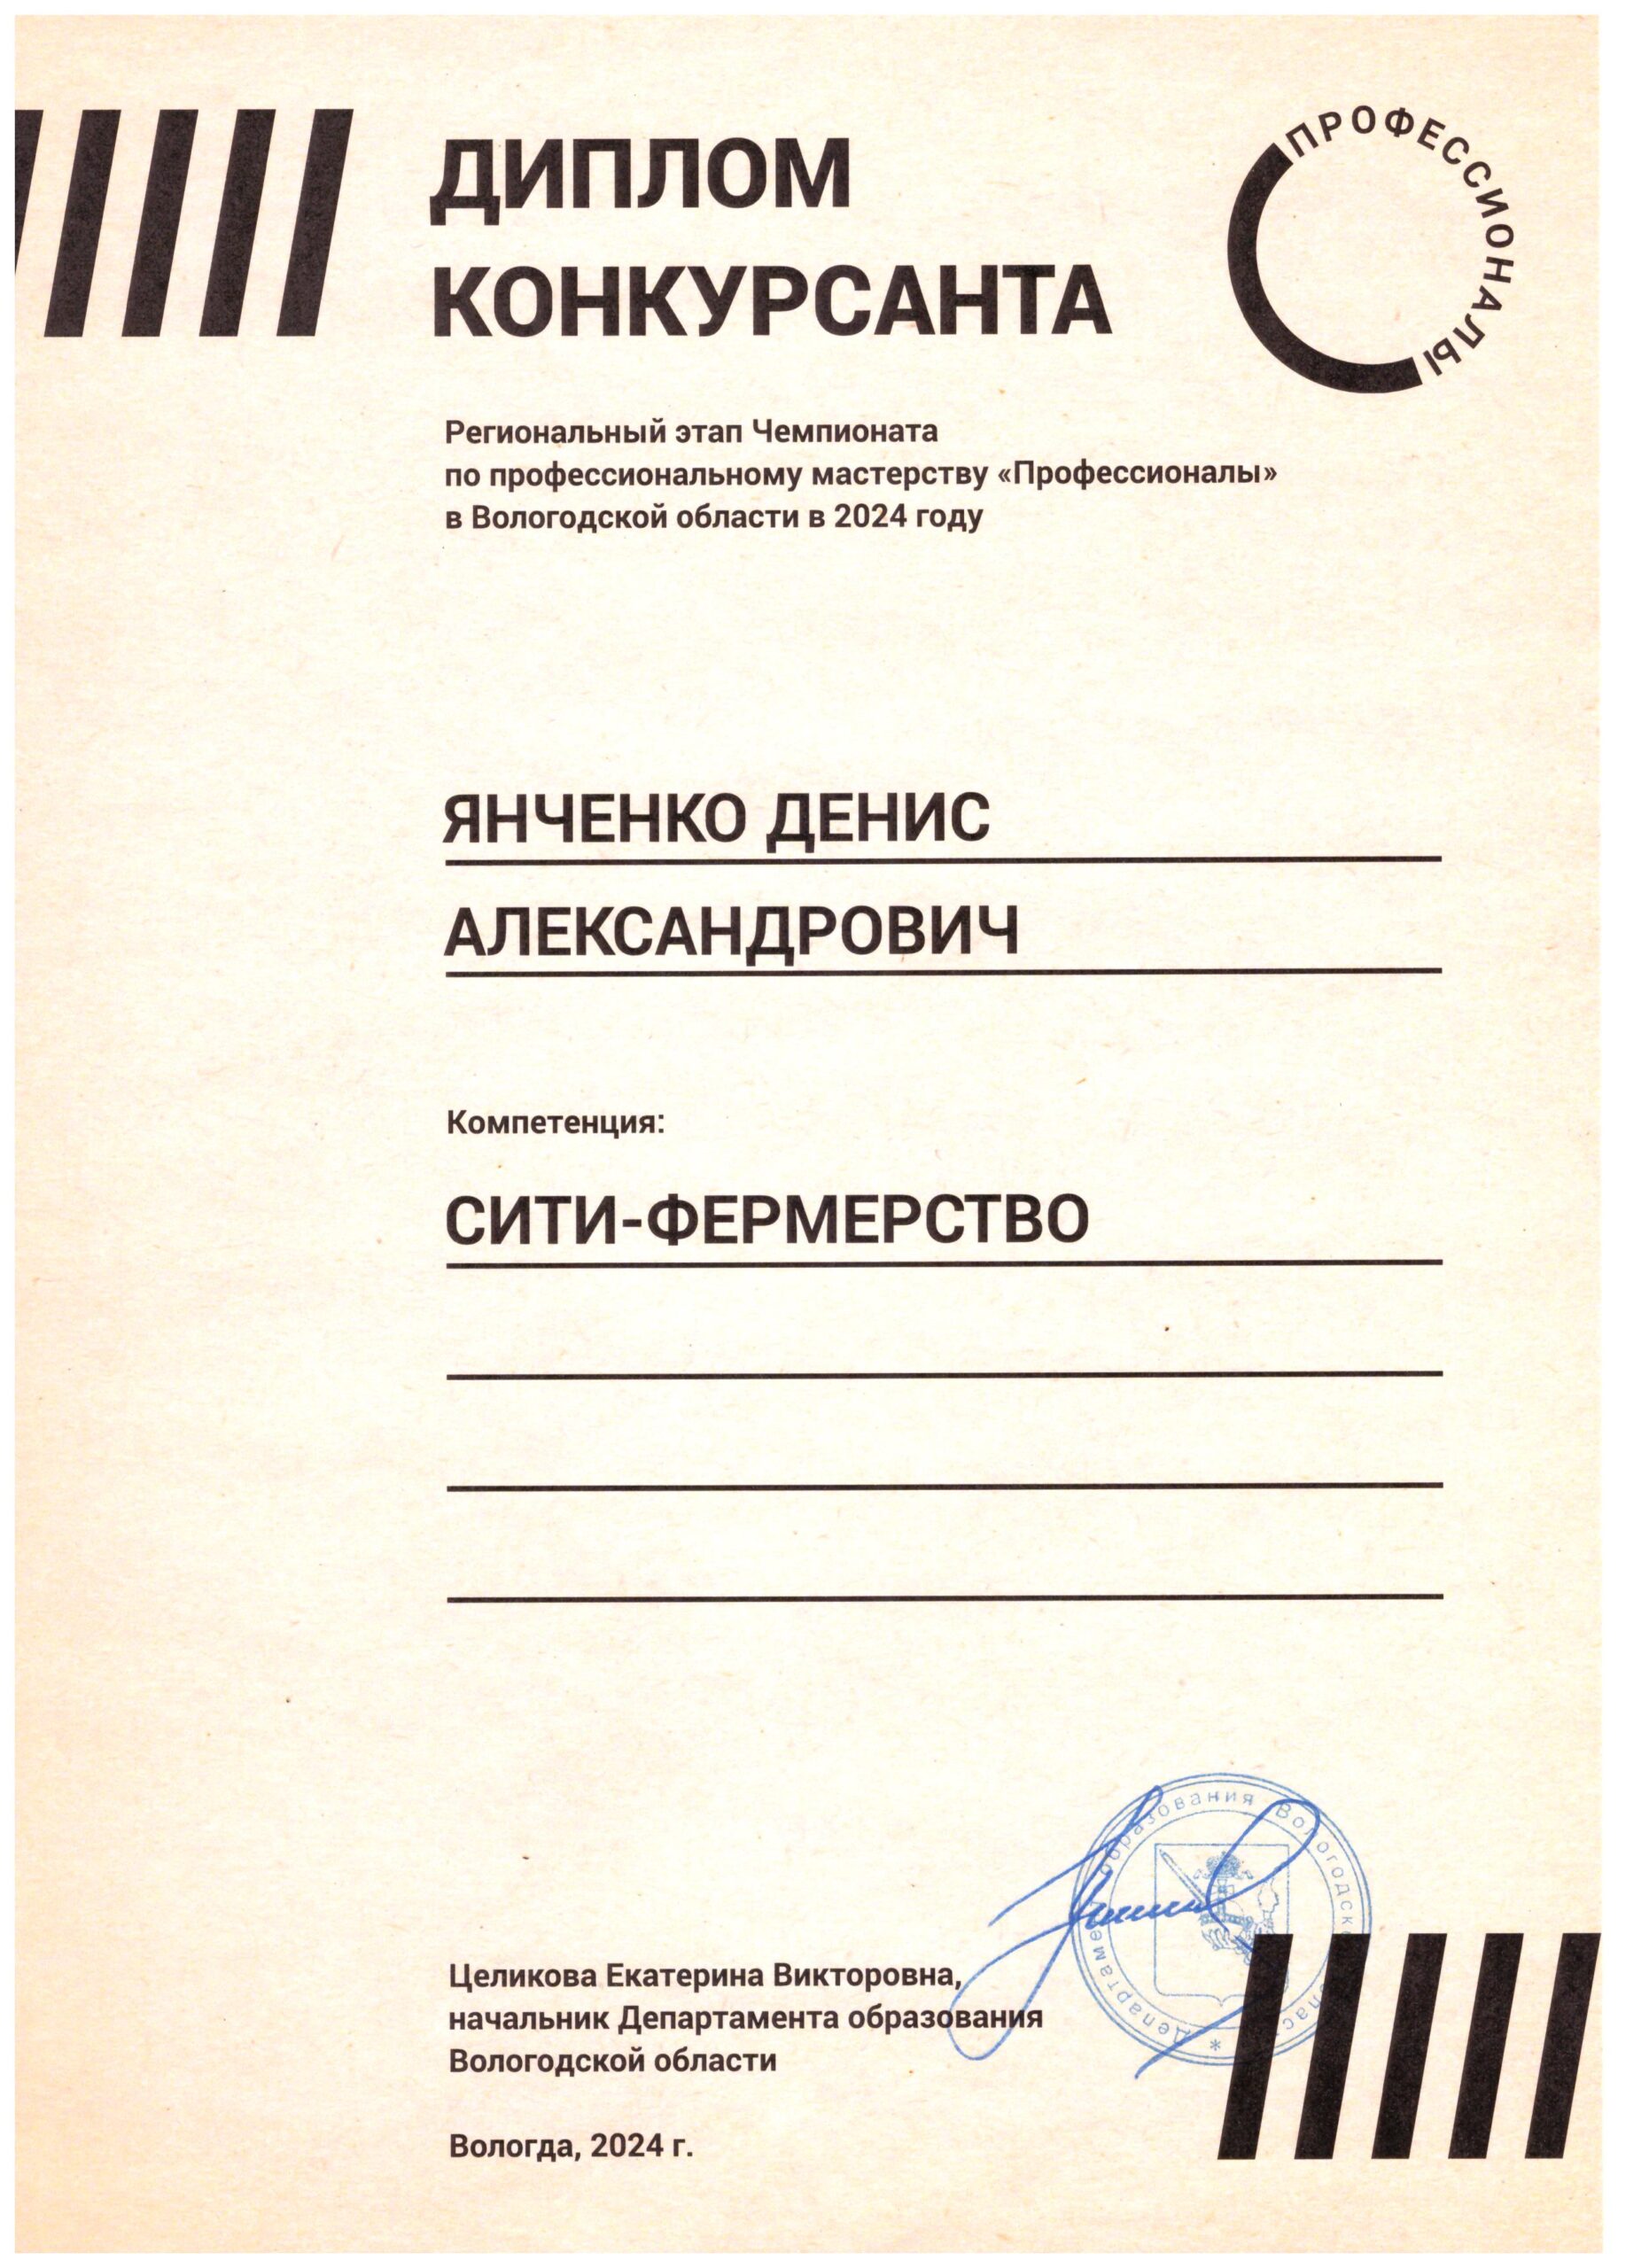 ДИПЛОМ
КОНКУРСАНТА
ПРОФЕССИОНАЛЫ
Региональный этап Чемпионата
по профессиональному мастерству «Профессионалы»
в Вологодской области в 2024 году
ЯНЧЕНКО ДЕНИС
АЛЕКСАНДРОВИЧ
Компетенция:
СИТИ-ФЕРМЕРСТВО
Целикова Екатерина Викторовна,
начальник Департамента образования
Вологодской области
Вологда, 2024 г.